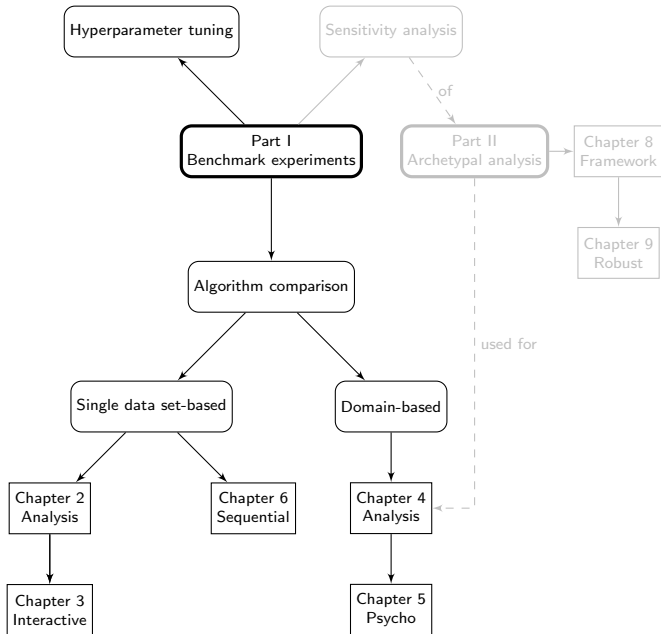 Hyperparameter tuning
Sensitivity analysis
of
Part I
Benchmark experiments
Part II
Archetypal analysis
Chapter 8
Framework
Chapter 9
Robust
Algorithm comparison
used for
Single data set-based
Domain-based
Chapter 2
Analysis
Chapter 6
Sequential
Chapter 4
Analysis
Chapter 3
Interactive
Chapter 5
Psycho